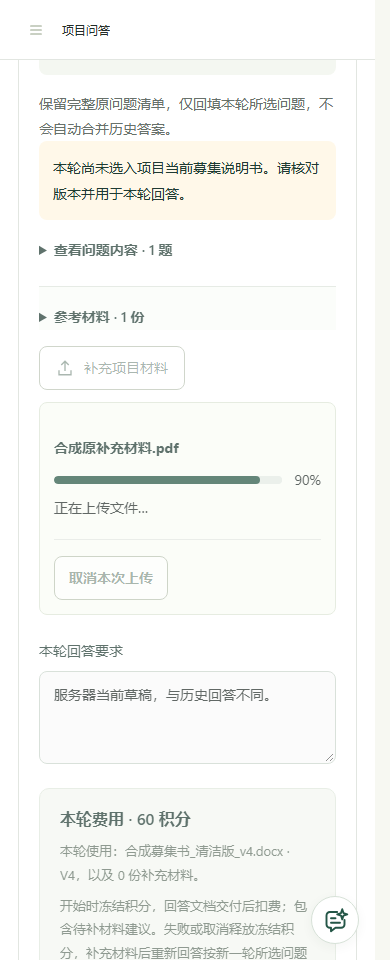 项目问答
保留完整原问题清单，仅回填本轮所选问题，不
会自动合并历史答案。
本轮尚未选入项目当前募集说明书。请核对
版本并用于本轮回答。
查看问题内容 · 1 题
参考材料 · 1 份
补充项目材料
合成原补充材料.pdf
90%
正在上传文件...
取消本次上传
本轮回答要求
服务器当前草稿，与历史回答不同。
本轮费用 · 60 积分
本轮使用：合成募集书_清洁版_v4.docx ·
V4，以及 0 份补充材料。
开始时冻结积分，回答文档交付后扣费；包
含待补材料建议。失败或取消释放冻结积
分，补充材料后重新回答按新一轮所选问题